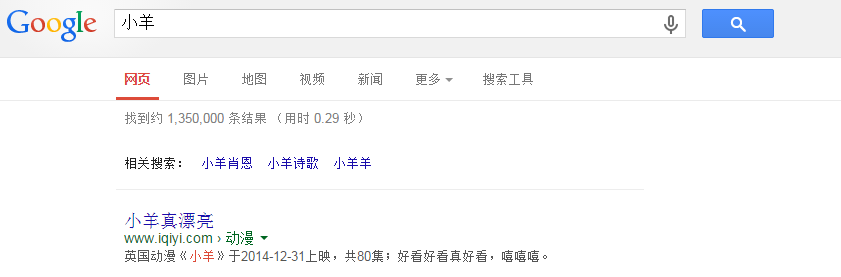 Google 小羊
网页 图片 地图 视频 新闻 更多 搜索工具
找到约 1,350,000 条结果 （用时 0.29 秒）
相关搜索： 小羊肖恩 小羊诗歌 小羊羊
小羊真漂亮
www.iqiyi.com › 动漫
英国动漫《小羊》于2014-12-31上映，共80集；好看好看真好看，嘻嘻嘻。